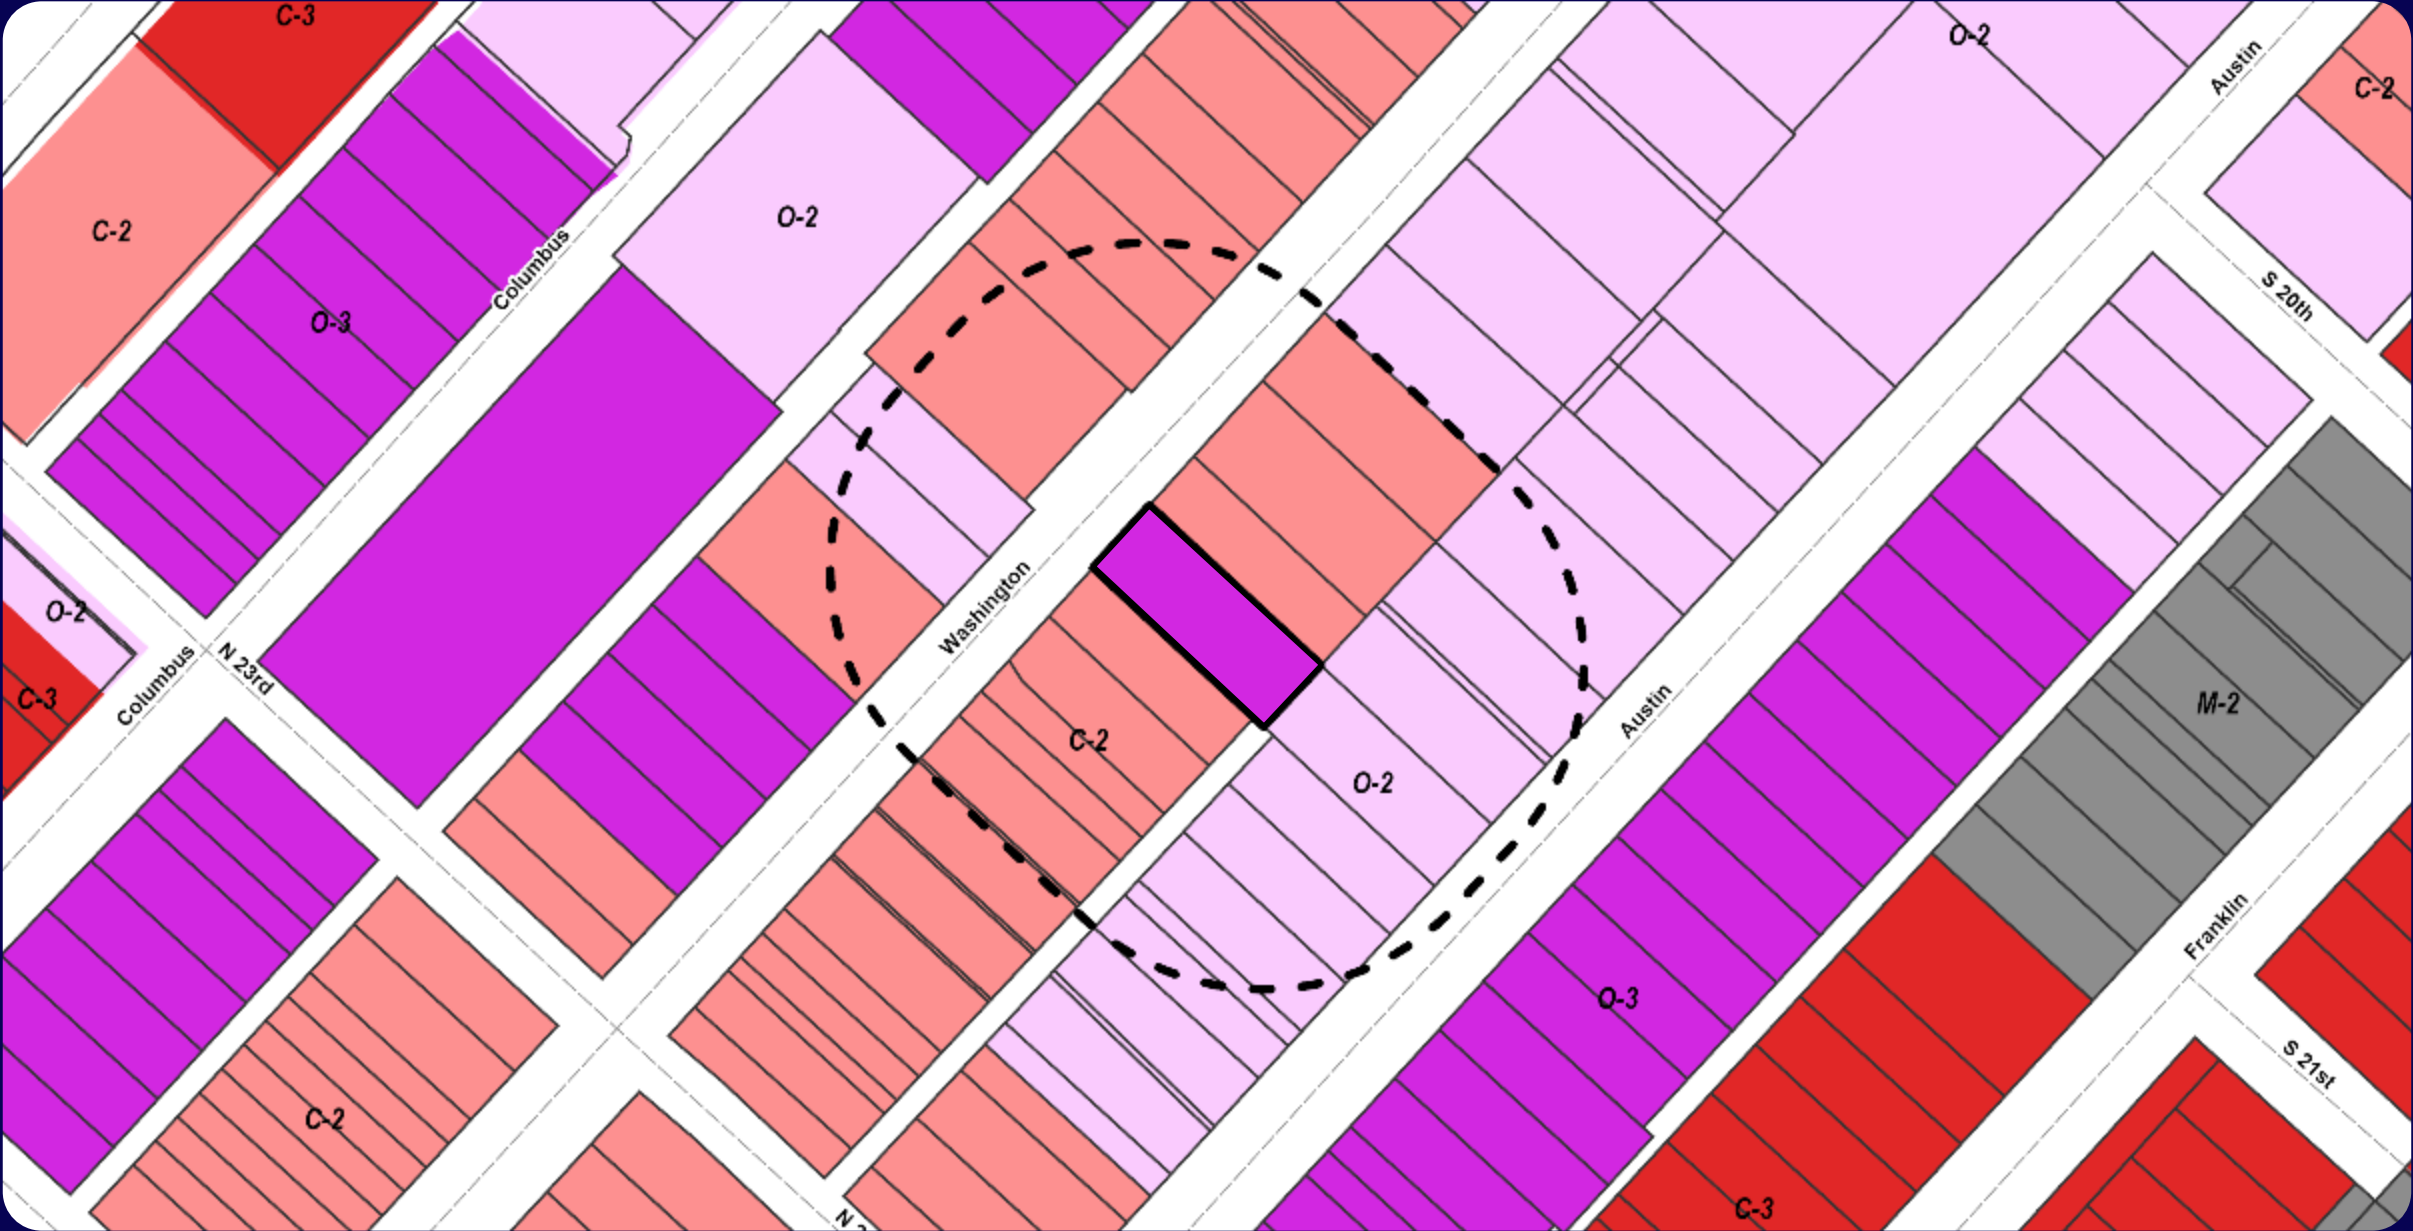 C-3
O-2
Austin
C-2
C-2
O-2
Columbus
S 20th
O-3
O-2
Washington
N 23rd
Columbus
C-3
Austin
M-2
C-2
O-2
Franklin
O-3
S 21st
C-2
C-3
N